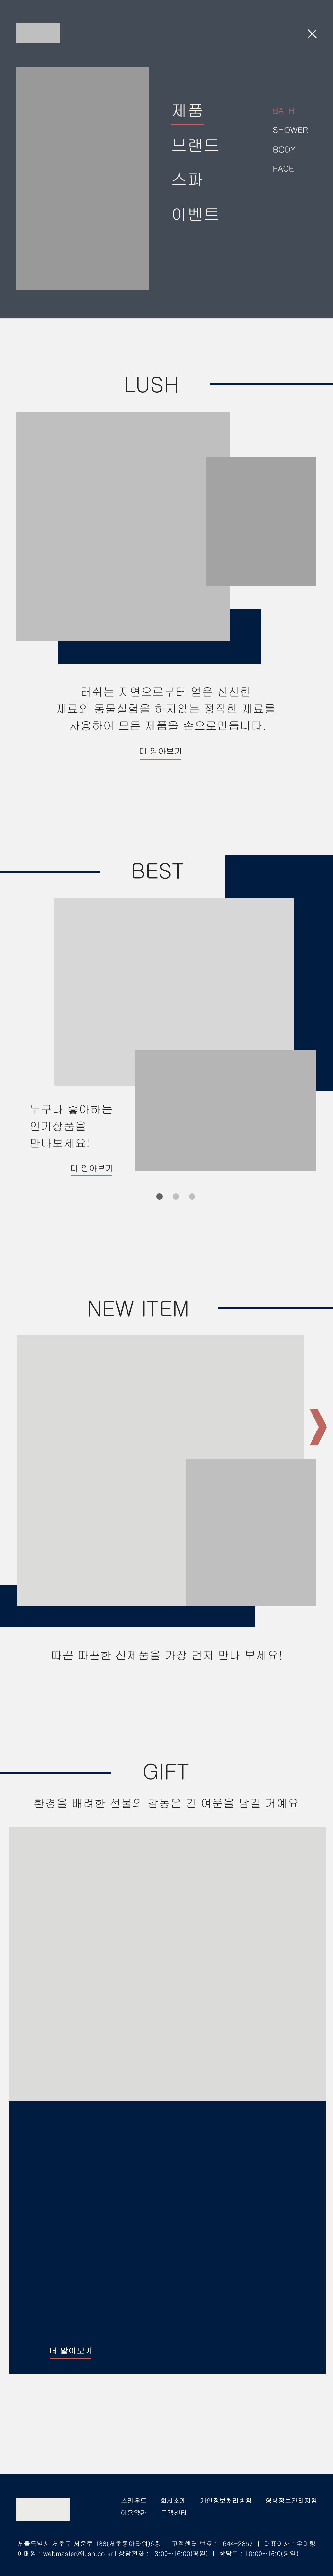 제품
브랜드
스파
이벤트
BATH
SHOWER
BODY
FACE
LUSH
러쉬는 자연으로부터 얻은 신선한
재료와 동물실험을 하지않는 정직한 재료를
사용하여 모든 제품을 손으로만듭니다.
더 알아보기
BEST
누구나 좋아하는
인기상품을
만나보세요!
더 알아보기
NEW ITEM
따끈 따끈한 신제품을 가장 먼저 만나 보세요!
GIFT
환경을 배려한 선물의 감동은 긴 여운을 남길 거예요
더 알아보기
스카우트 회사소개 개인정보처리방침 영상정보관리지침
이용약관 고객센터
서울특별시 서초구 서운로 138(서초동아타워)6층 | 고객센터 번호 : 1644-2357 | 대표이사 : 우미령
이메일 : webmaster@lush.co.kr | 상담전화 : 13:00~16:00(평일) | 상담톡 : 10:00~16:0(평일)